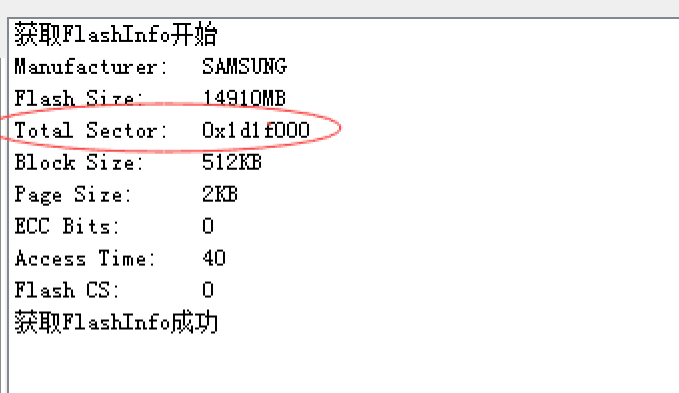 获取FlashInfo开始
Manufacturer: SAMSUNG
Flash Size: 14910MB
Total Sector: 0x1d1f000
Block Size: 512KB
Page Size: 2KB
ECC Bits: 0
Access Time: 40
Flash CS: 0
获取FlashInfo成功